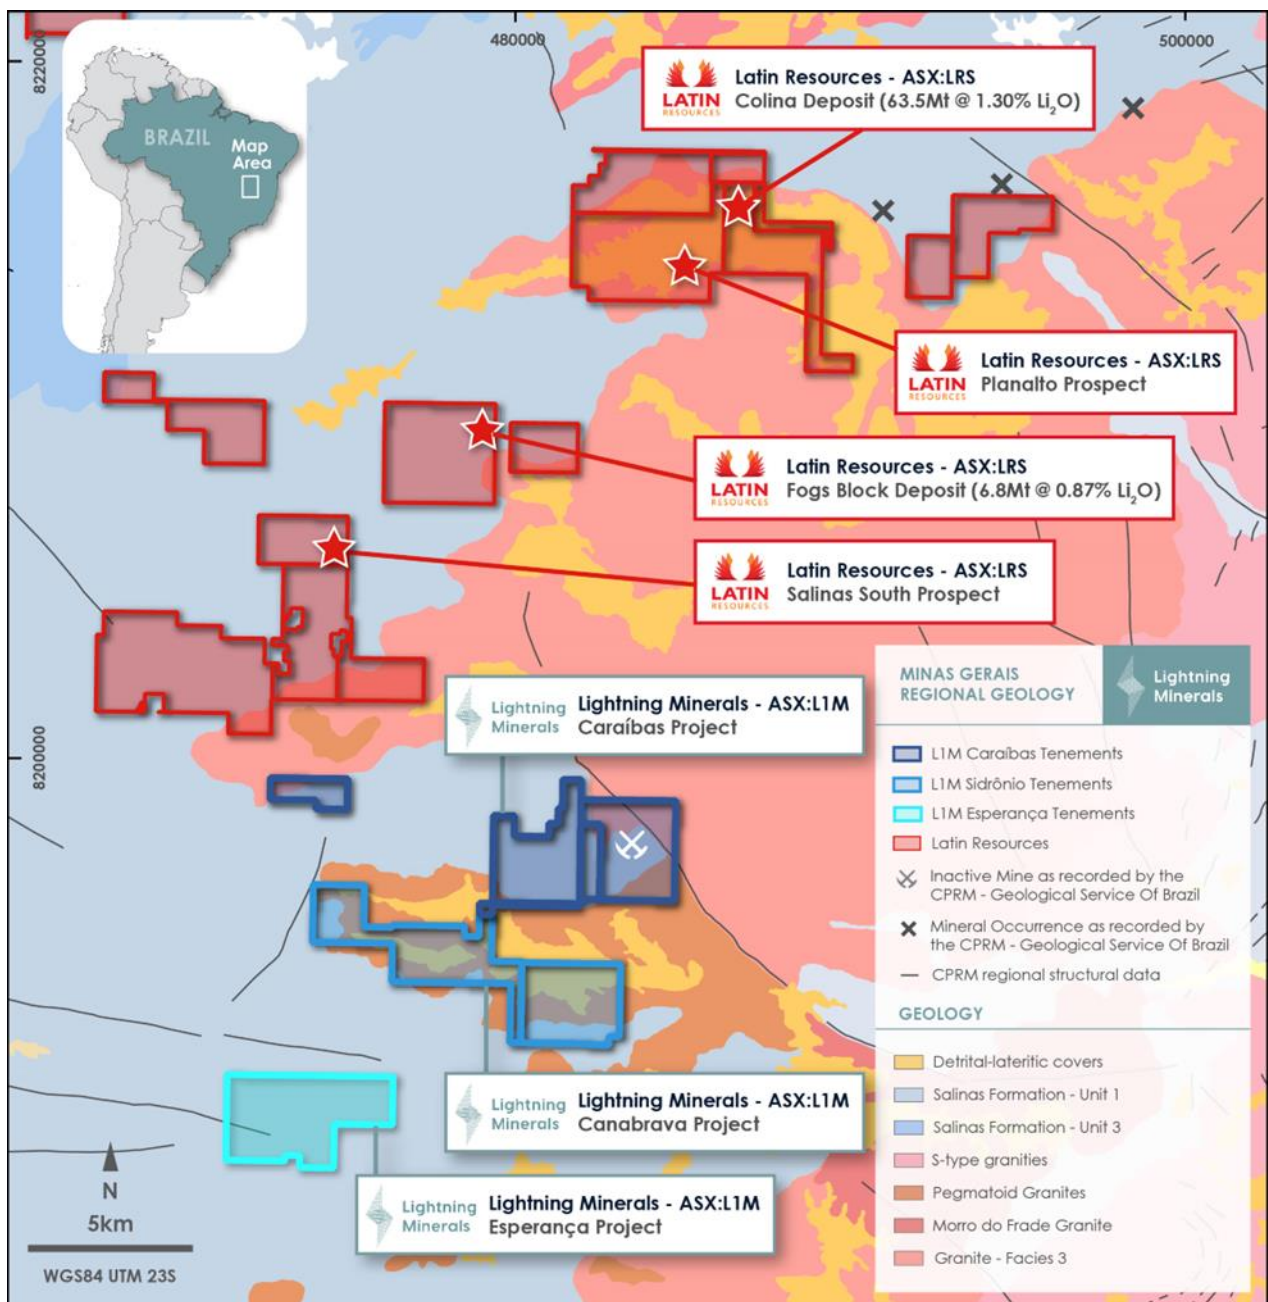 8220000
480000
500000
BRAZIL
Map
Area
LATIN
RESOURCES
Latin Resources - ASX:LRS
Colina Deposit (63.5Mt @ 1.30% Li₂O)
LATIN
RESOURCES
Latin Resources - ASX:LRS
Planalto Prospect
LATIN
RESOURCES
Latin Resources - ASX:LRS
Fogs Block Deposit (6.8Mt @ 0.87% Li₂O)
LATIN
RESOURCES
Latin Resources - ASX:LRS
Salinas South Prospect
8200000
Lightning
Minerals
Lightning Minerals - ASX:L1M
Caraíbas Project
Lightning
Minerals
Lightning Minerals - ASX:L1M
Canabrava Project
Lightning
Minerals
Lightning Minerals - ASX:L1M
Esperança Project
N
5km
WGS84 UTM 23S
MINAS GERAIS
REGIONAL GEOLOGY
Lightning
Minerals
L1M Caraíbas Tenements
L1M Sidrônio Tenements
L1M Esperança Tenements
Latin Resources
Inactive Mine as recorded by the
CPRM - Geological Service Of Brazil
Mineral Occurrence as recorded by
the CPRM - Geological Service Of Brazil
CPRM regional structural data
GEOLOGY
Detrital-lateritic covers
Salinas Formation - Unit 1
Salinas Formation - Unit 3
S-type granities
Pegmatoid Granites
Morro do Frade Granite
Granite - Facies 3